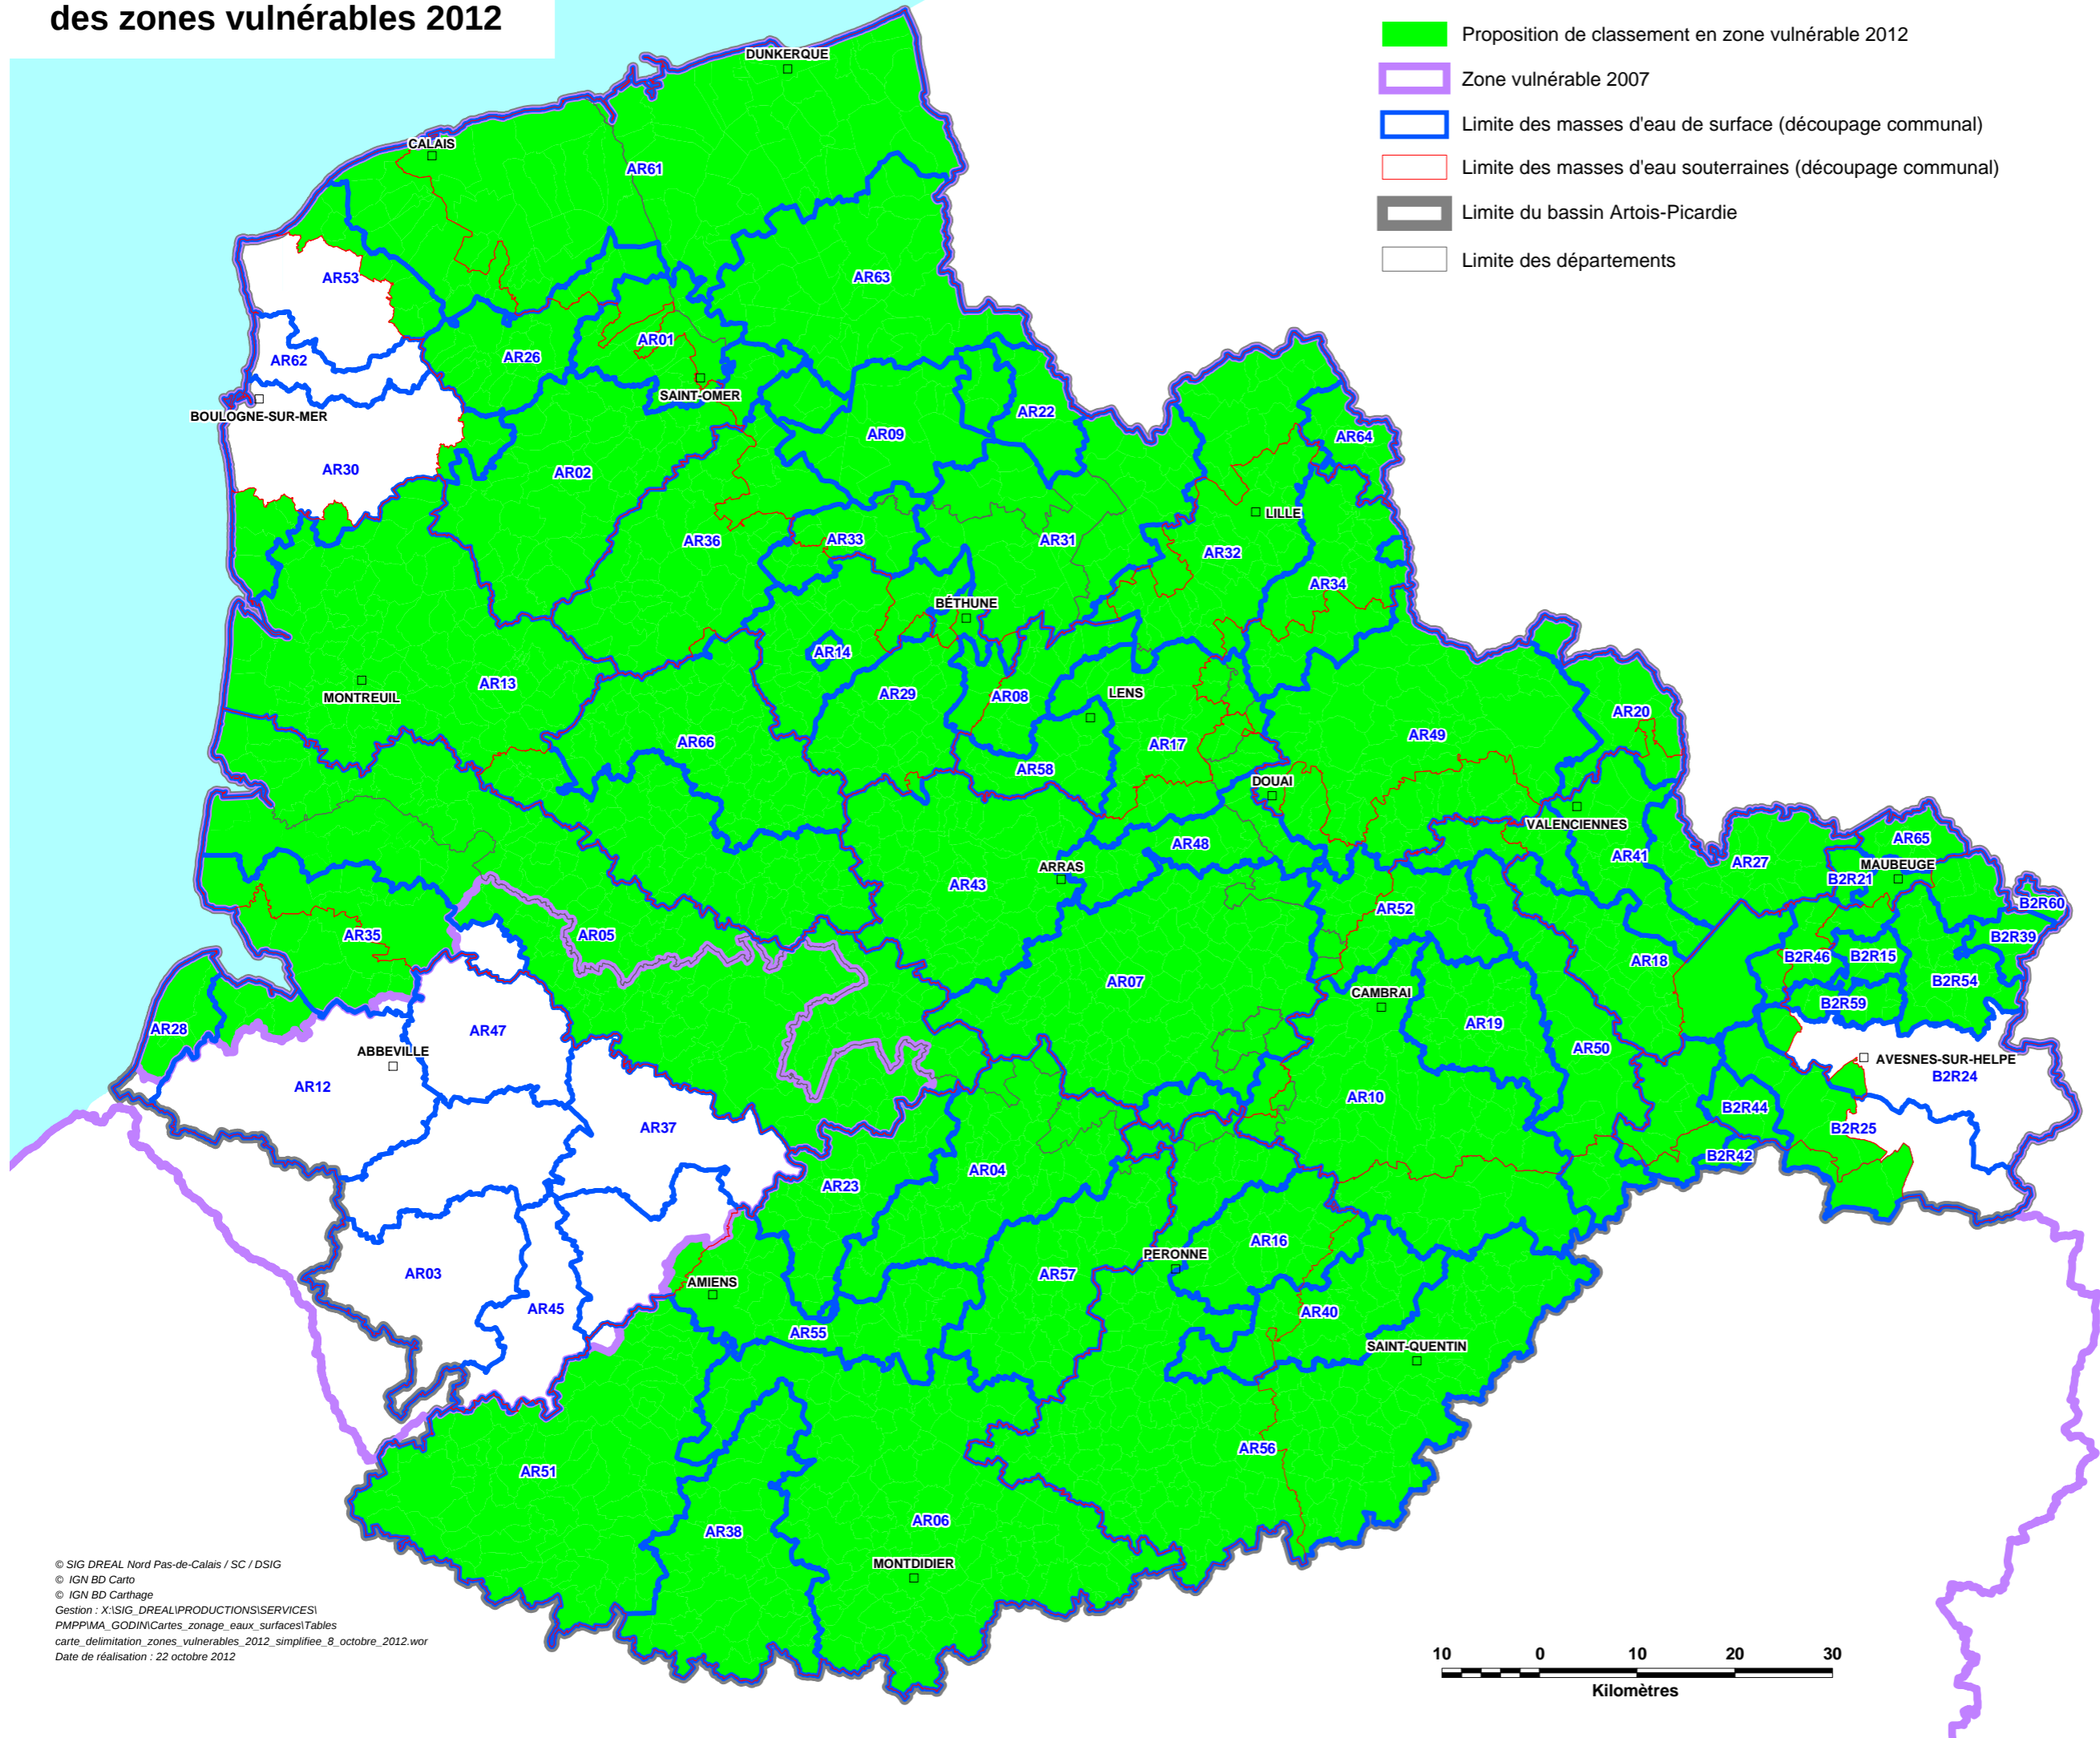 des zones vulnérables 2012
Proposition de classement en zone vulnérable 2012
Zone vulnérable 2007
Limite des masses d'eau de surface (découpage communal)
Limite des masses d'eau souterraines (découpage communal)
Limite du bassin Artois-Picardie
Limite des départements
DUNKERQUE
CALAIS
AR61
AR53
AR63
AR62
AR26
AR01
SAINT-OMER
BOULOGNE-SUR-MER
AR22
AR09
AR64
AR30
AR02
LILLE
AR36
AR33
AR31
AR32
AR34
BÉTHUNE
AR14
MONTREUIL
AR13
AR29
AR08
LENS
AR20
AR66
AR17
AR49
AR58
DOUAI
VALENCIENNES
AR48
AR43
ARRAS
AR41
AR27
AR65
MAUBEUGE
B2R21
B2R60
AR52
AR35
AR05
B2R39
AR18
B2R46
B2R15
B2R54
AR07
CAMBRAI
B2R59
AR28
AR47
AR19
ABBEVILLE
AR50
AVESNES-SUR-HELPE
B2R24
AR12
AR10
B2R44
AR37
B2R25
B2R42
AR04
AR23
AR16
PERONNE
AR03
AMIENS
AR57
AR45
AR55
AR40
SAINT-QUENTIN
AR51
AR56
AR38
AR06
MONTDIDIER
© SIG DREAL Nord Pas-de-Calais / SC / DSIG
© IGN BD Carto
© IGN BD Carthage
Gestion : X:\SIG_DREAL\PRODUCTIONS\SERVICES\
PMPP\MA_GODIN\Cartes_zonage_eaux_surfaces\Tables
carte_delimitation_zones_vulnerables_2012_simplifiee_8_octobre_2012.wor
Date de réalisation : 22 octobre 2012
10 0 10 20 30
Kilomètres